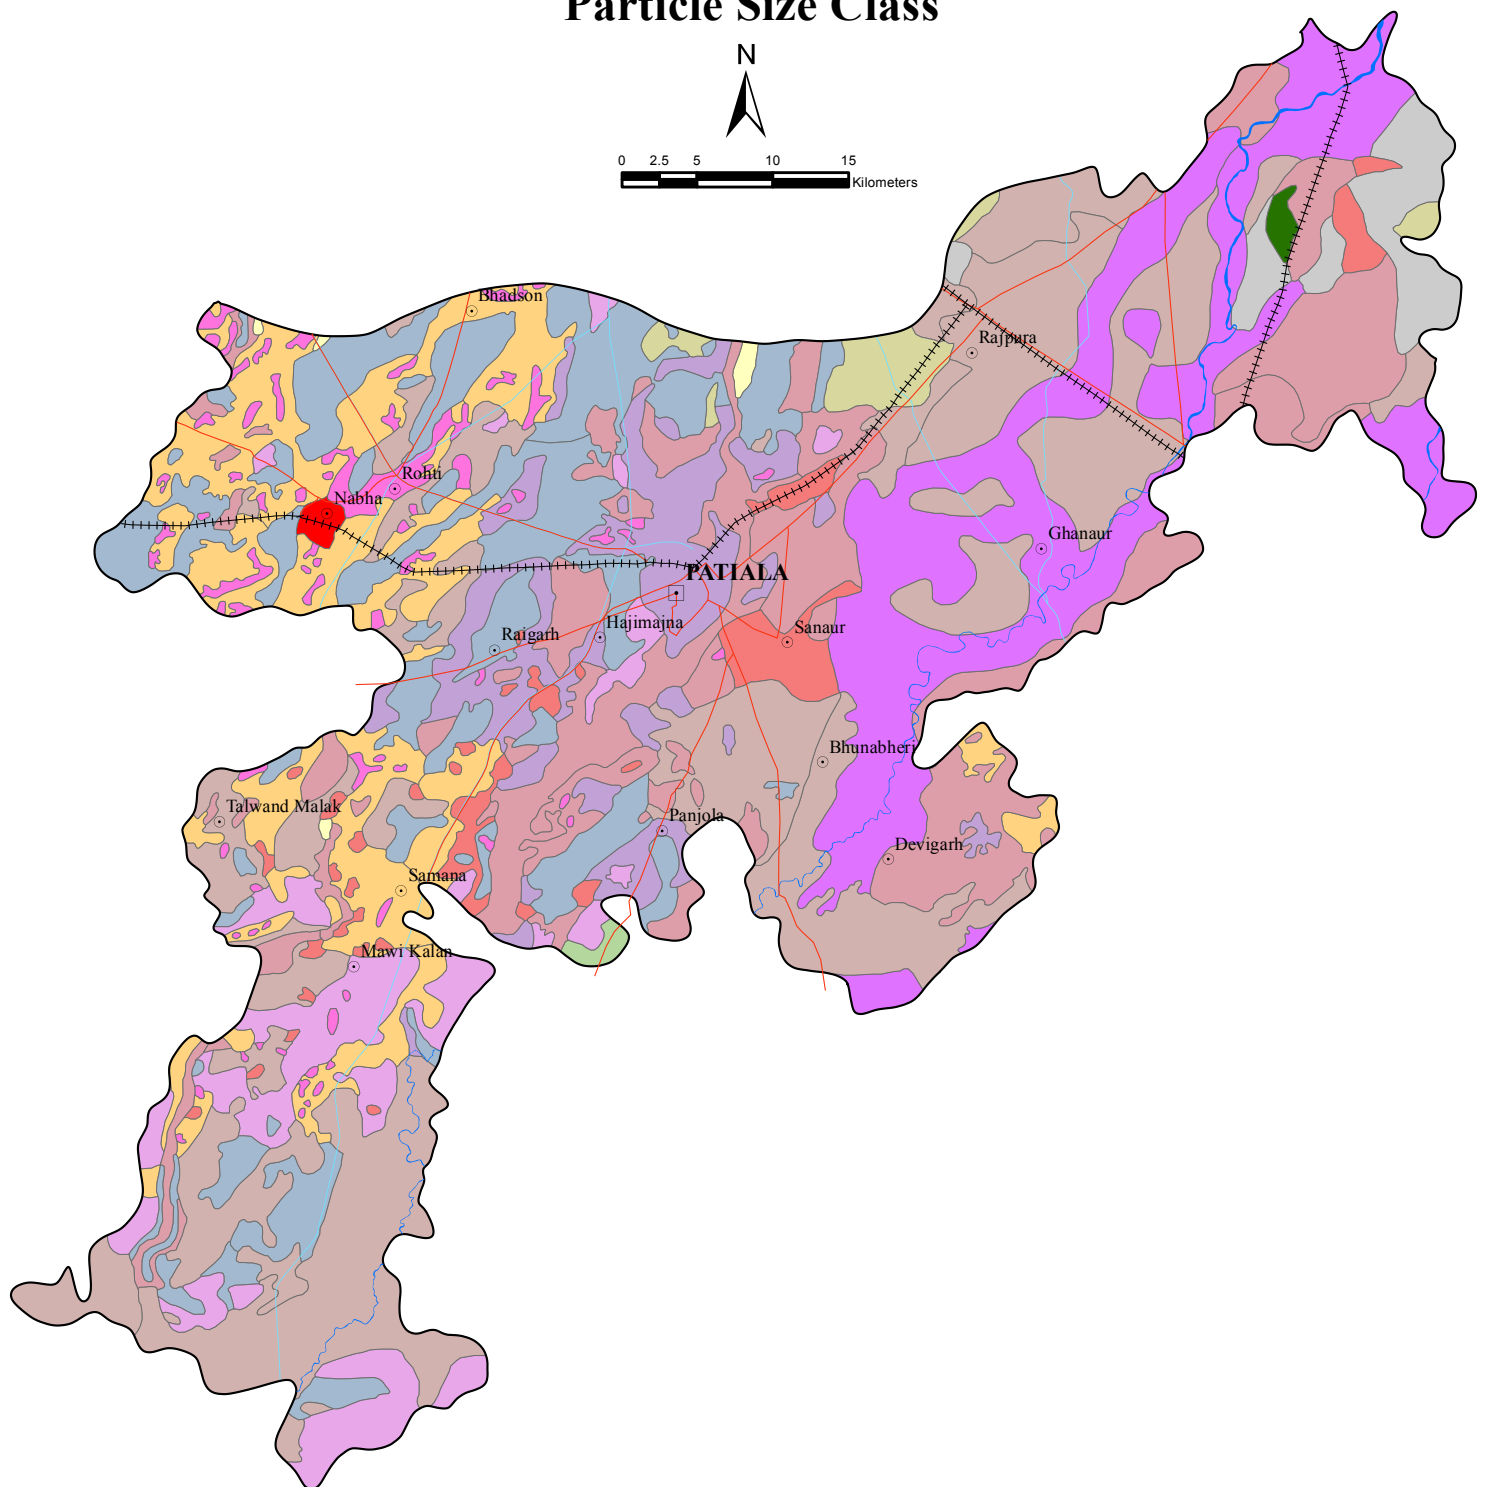 Particle Size Class
N
0 2.5 5 10 15
Kilometers
Bhadson
Rajpura
Rohti
Nabha
Ghanaur
PATIALA
Hajimajna
Sanaur
Raigarh
Bhunabheri
Talwand Malak
Panjola
Devigarh
Samana
Mawi Kalan